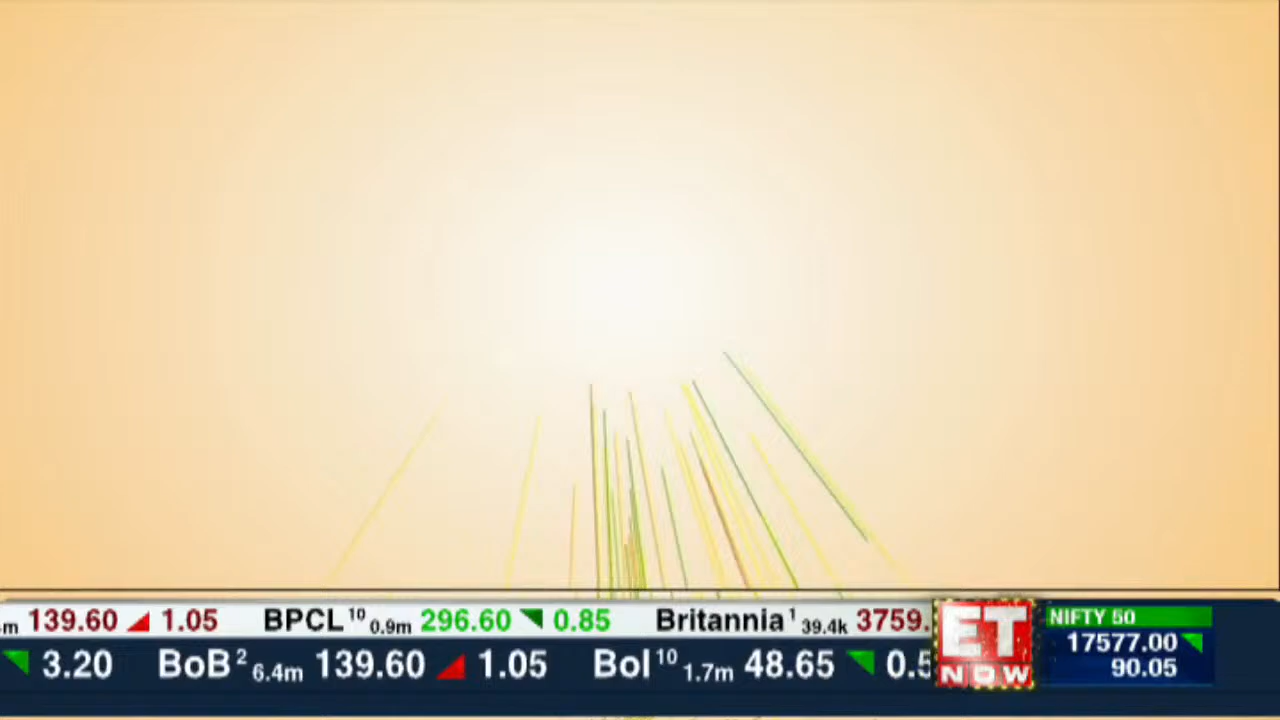 m 139.60 1.05 BPCL 10 0.9m 296.60 0.85 Britannia 1 39.4k 3759.
3.20 BoB 2 6.4m 139.60 1.05 BoI 10 1.7m 48.65 0.5
ET
NOW
NIFTY 50
17577.00
90.05